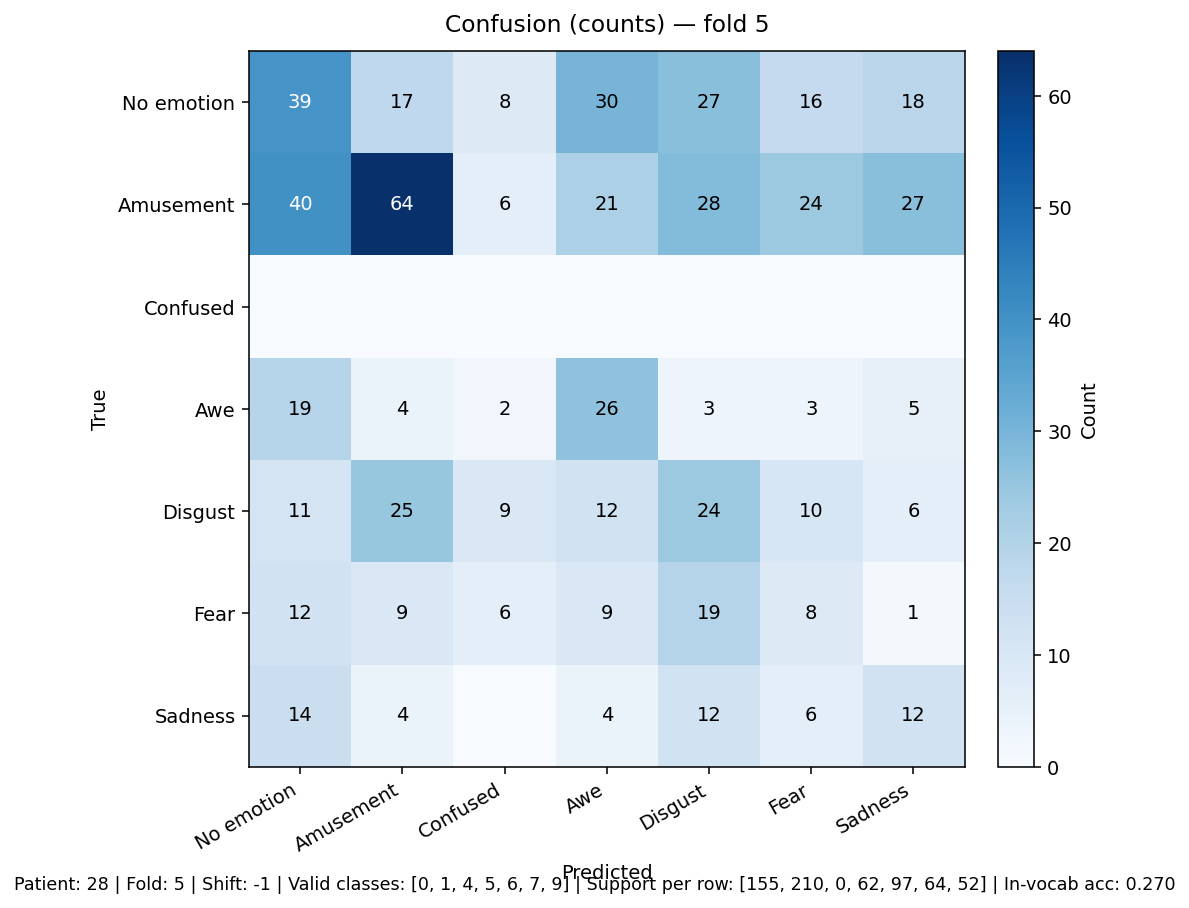 Confusion (counts) — fold 5
No emotion 39 17 8 30 27 16 18
Amusement 40 64 6 21 28 24 27
Confused
Awe 19 4 2 26 3 3 5
Disgust 11 25 9 12 24 10 6
Fear 12 9 6 9 19 8 1
Sadness 14 4 4 12 6 12
True
No emotion Amusement Confused Awe Disgust Fear Sadness
Predicted
60
50
40
30
20
10
0
Count
Patient: 28 | Fold: 5 | Shift: -1 | Valid classes: [0, 1, 4, 5, 6, 7, 9] | Support per row: [155, 210, 0, 62, 97, 64, 52] | In-vocab acc: 0.270